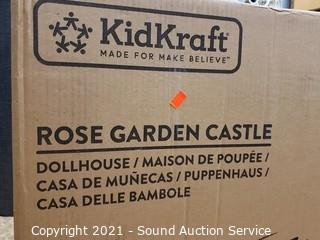 KidKraft
MADE FOR MAKE BELIEVE™
ROSE GARDEN CASTLE
DOLLHOUSE / MAISON DE POUPÉE /
CASA DE MUÑECAS / PUPPENHAUS /
CASA DELLE BAMBOLE
Copyright 2021 - Sound Auction Service